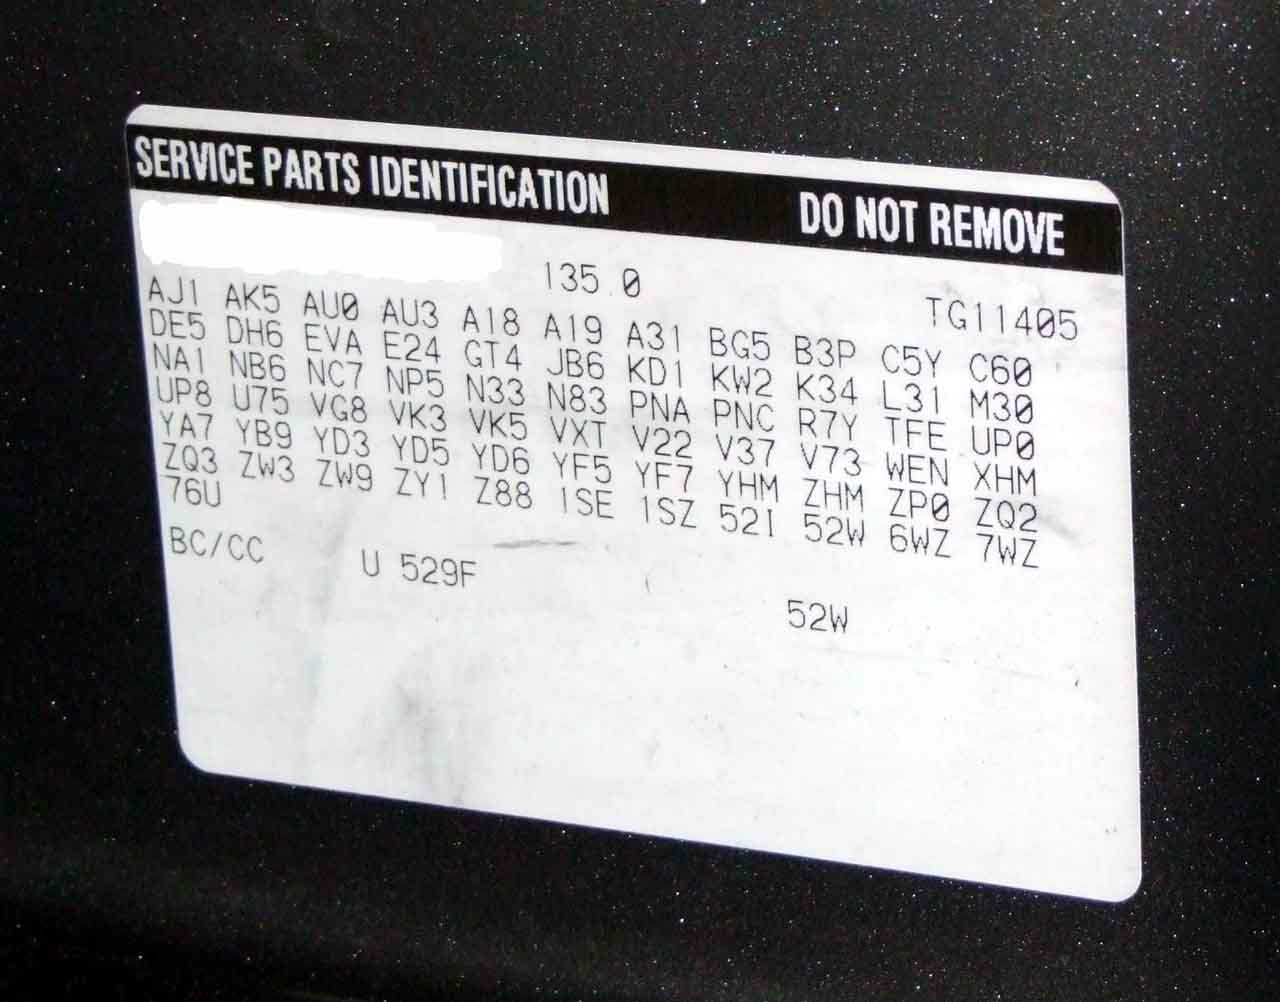 SERVICE PARTS IDENTIFICATION DO NOT REMOVE
135.0 TG11405
AJ1 AK5 AU0 AU3 A18 A19 A31 BG5 B3P C5Y C60
DE5 DH6 EVA E24 GT4 JB6 KD1 KW2 K34 L31 M30
NA1 NB6 NC7 NP5 N33 N83 PNA PNC R7Y TFE UP0
UP8 U75 VG8 VK3 VK5 VXT V22 V37 V73 WEN XHM
YA7 YB9 YD3 YD5 YD6 YF5 YF7 YHM ZHM ZP0 ZQ2
ZQ3 ZW3 ZW9 ZY1 Z88 1SE 1SZ 52I 52W 6WZ 7WZ
76U
BC/CC U 529F
52W